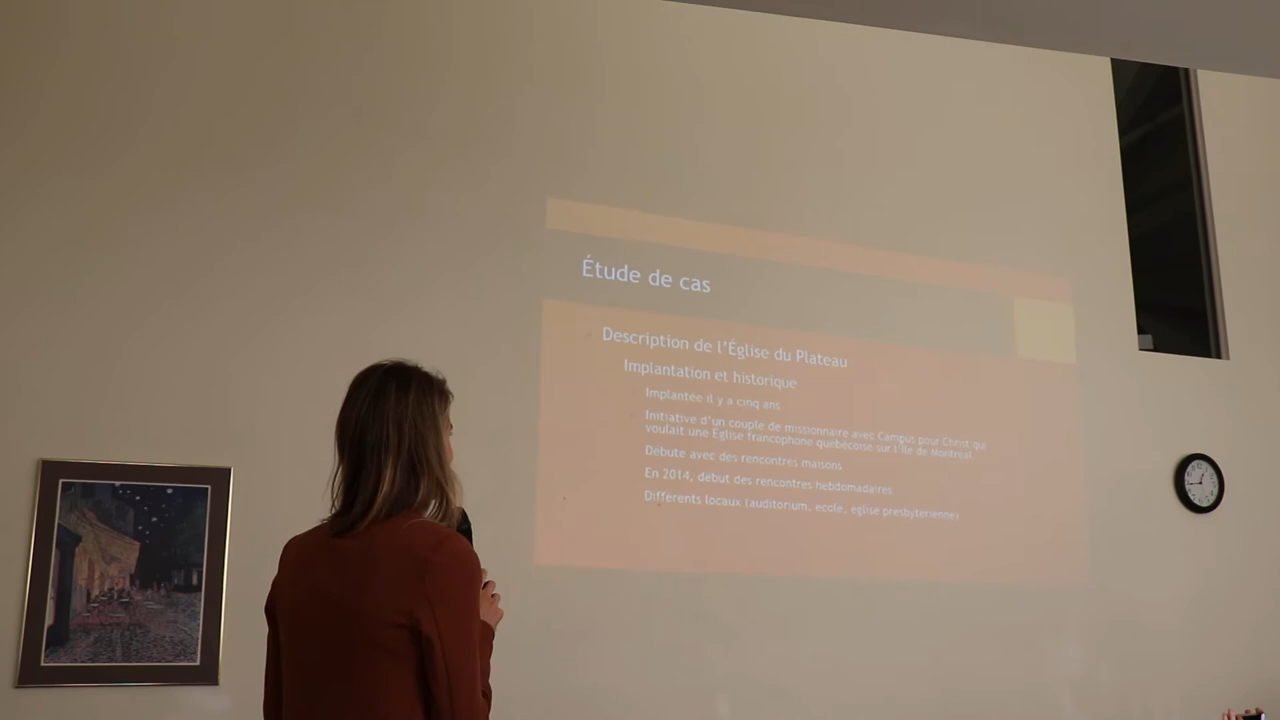 Étude de cas
Description de l'Église du Plateau
Implantation et historique
Implantée il y a cinq ans
Initiative d'un couple de missionnaire avec Campus pour Christ qui
voulait une Église francophone québécoise sur l'île de Montréal.
Débute avec des rencontres maisons
En 2014, début des rencontres hebdomadaires
Différents locaux (auditorium, école, église presbytérienne)